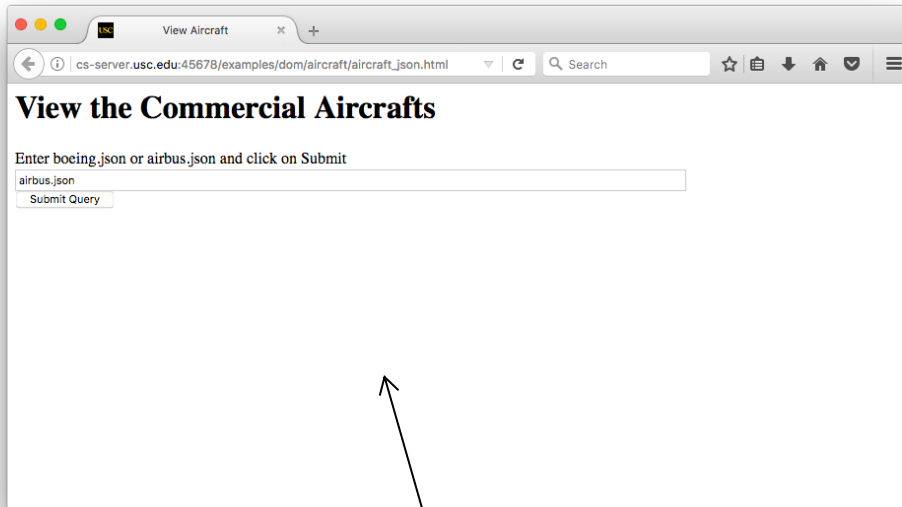 USC View Aircraft
cs-server.usc.edu:45678/examples/dom/aircraft/aircraft_json.html Search
View the Commercial Aircrafts
Enter boeing.json or airbus.json and click on Submit
airbus.json
Submit Query